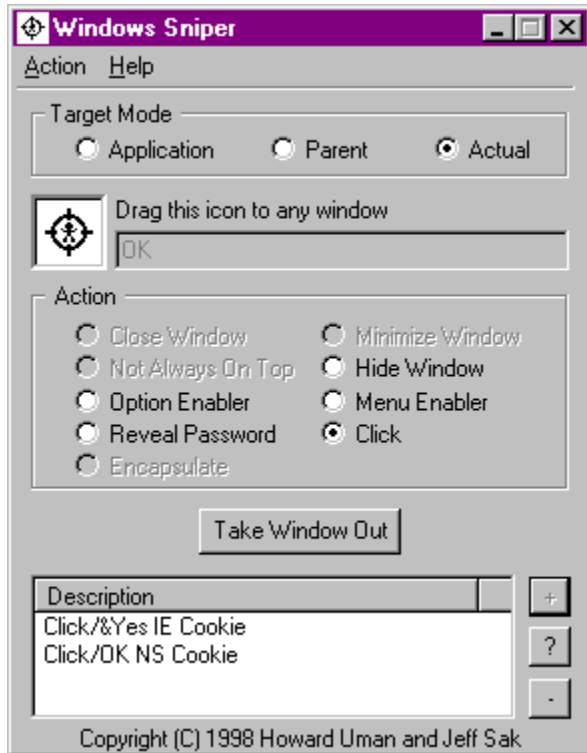 Windows Sniper
Action Help
Target Mode
Application Parent Actual
Drag this icon to any window
OK
Action
Close Window Minimize Window
Not Always On Top Hide Window
Option Enabler Menu Enabler
Reveal Password Click
Encapsulate
Take Window Out
Description +
Click/&Yes IE Cookie
Click/OK NS Cookie
?
-
Copyright (C) 1998 Howard Uman and Jeff Sak